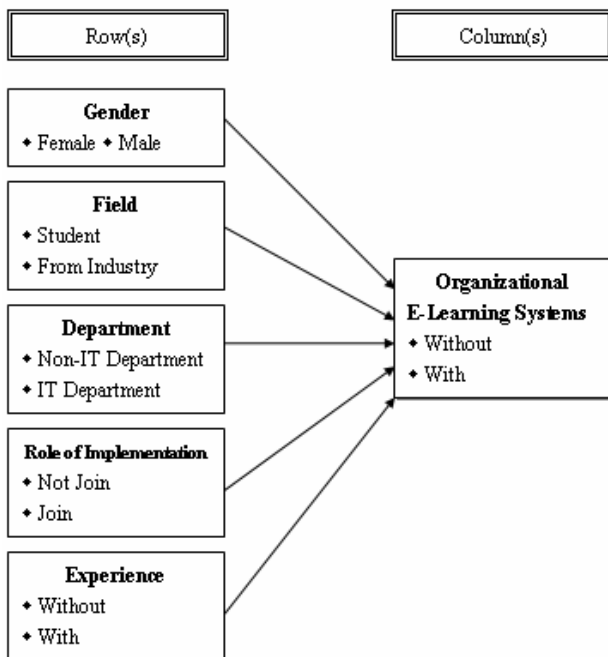 Row(s)
Column(s)
Gender
◆ Female ◆ Male
Field
◆ Student
◆ From Industry
Department
◆ Non-IT Department
◆ IT Department
Role of Implementation
◆ Not Join
◆ Join
Experience
◆ Without
◆ With
Organizational
E-Learning Systems
◆ Without
◆ With